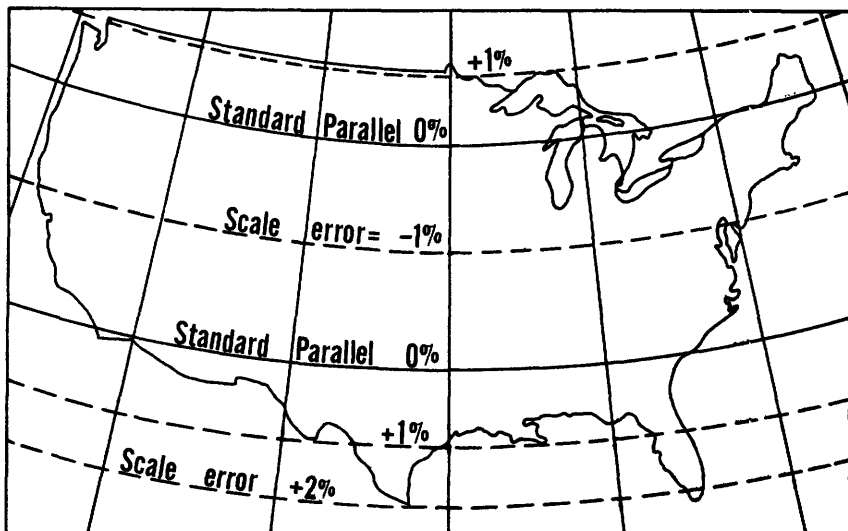 +1%
Standard Parallel 0%
Scale error= -1%
Standard Parallel 0%
+1%
Scale error +2%